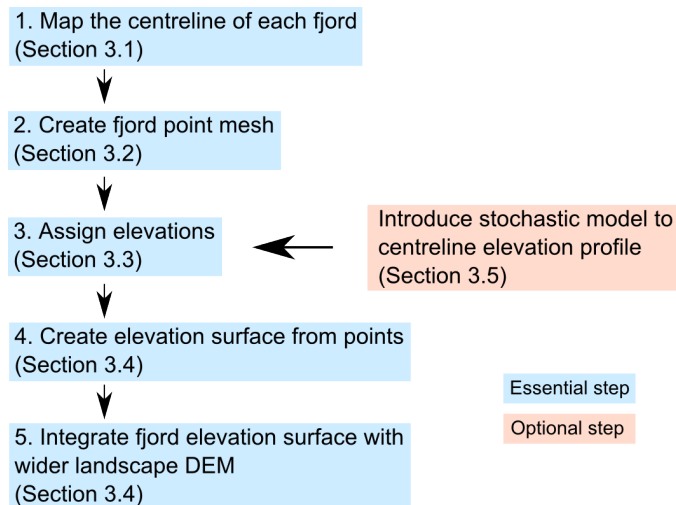 1. Map the centreline of each fjord
(Section 3.1)
2. Create fjord point mesh
(Section 3.2)
3. Assign elevations
(Section 3.3)
Introduce stochastic model to
centreline elevation profile
(Section 3.5)
4. Create elevation surface from points
(Section 3.4)
5. Integrate fjord elevation surface with
wider landscape DEM
(Section 3.4)
Essential step
Optional step